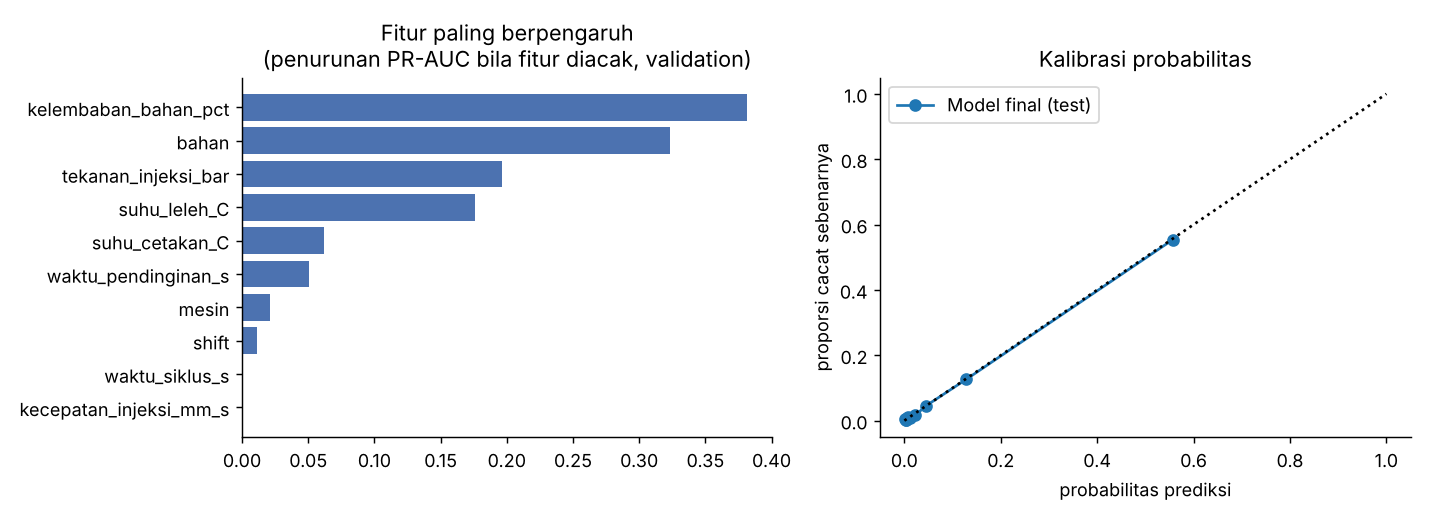 Fitur paling berpengaruh
(penurunan PR-AUC bila fitur diacak, validation)
kelembaban_bahan_pct
bahan
tekanan_injeksi_bar
suhu_leleh_C
suhu_cetakan_C
waktu_pendinginan_s
mesin
shift
waktu_siklus_s
kecepatan_injeksi_mm_s
0.00 0.05 0.10 0.15 0.20 0.25 0.30 0.35 0.40
Kalibrasi probabilitas
Model final (test)
proporsi cacat sebenarnya
1.0
0.8
0.6
0.4
0.2
0.0
0.0 0.2 0.4 0.6 0.8 1.0
probabilitas prediksi